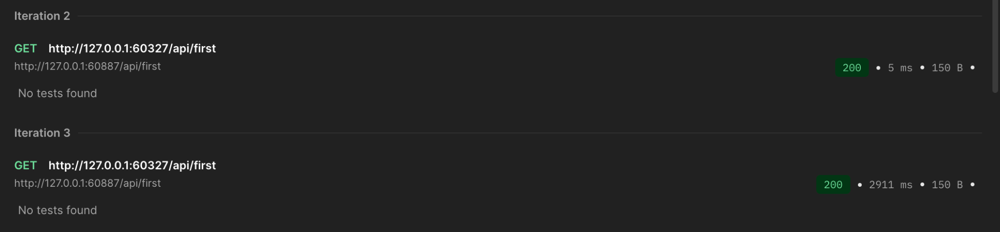 Iteration 2
GET http://127.0.0.1:60327/api/first
http://127.0.0.1:60887/api/first
200 • 5 ms • 150 B •
No tests found
Iteration 3
GET http://127.0.0.1:60327/api/first
http://127.0.0.1:60887/api/first
200 • 2911 ms • 150 B •
No tests found